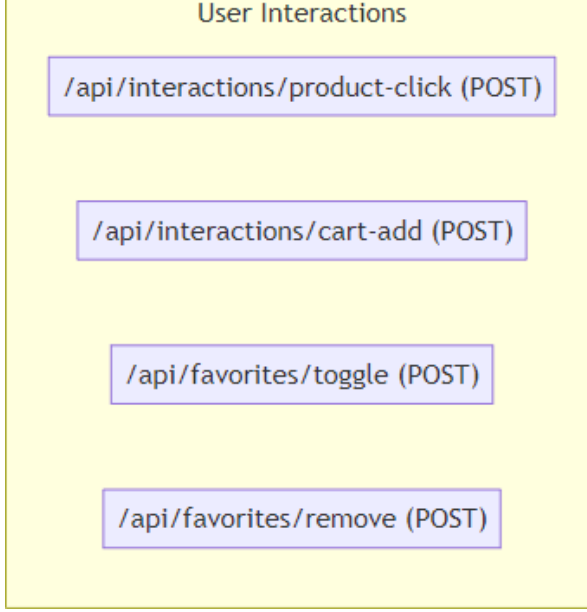 User Interactions
/api/interactions/product-click (POST)
/api/interactions/cart-add (POST)
/api/favorites/toggle (POST)
/api/favorites/remove (POST)